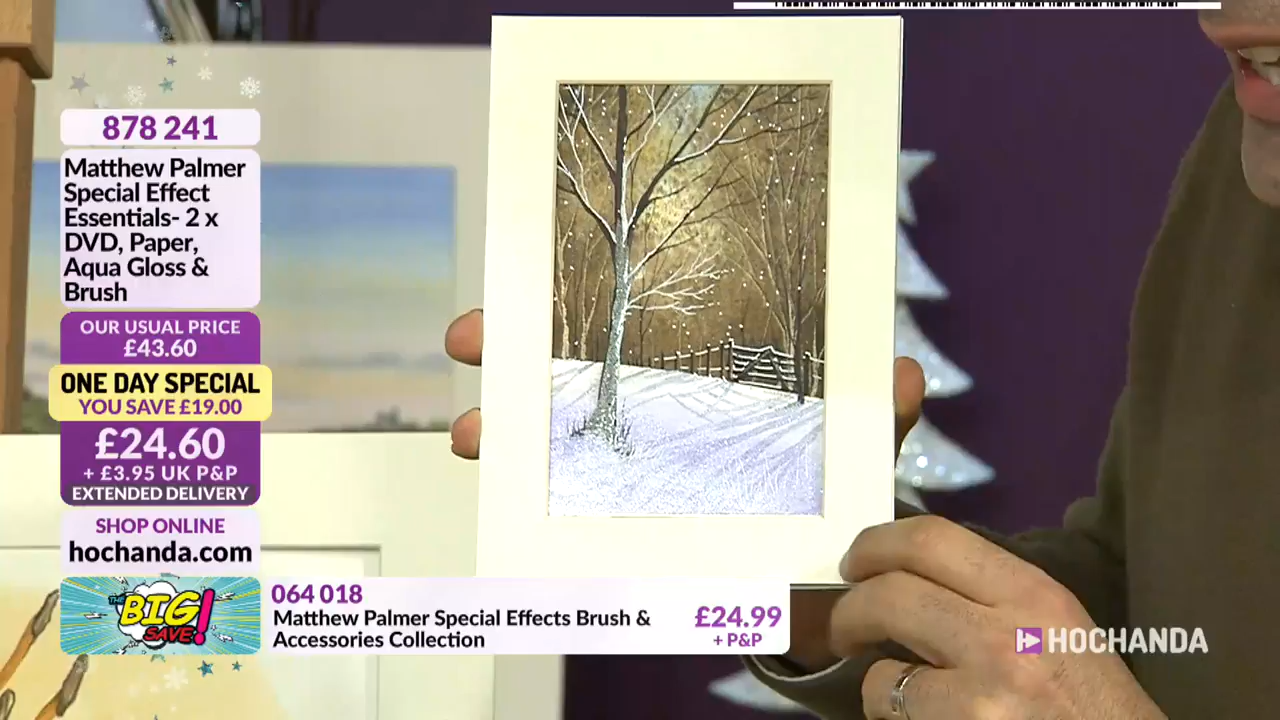 878 241
Matthew Palmer
Special Effect
Essentials- 2 x
DVD, Paper,
Aqua Gloss &
Brush
OUR USUAL PRICE
£43.60
ONE DAY SPECIAL
YOU SAVE £19.00
£24.60
+ £3.95 UK P&P
EXTENDED DELIVERY
SHOP ONLINE
hochanda.com
THE BIG SAVE!
064 018
Matthew Palmer Special Effects Brush &
Accessories Collection
£24.99
+ P&P
HOCHANDA